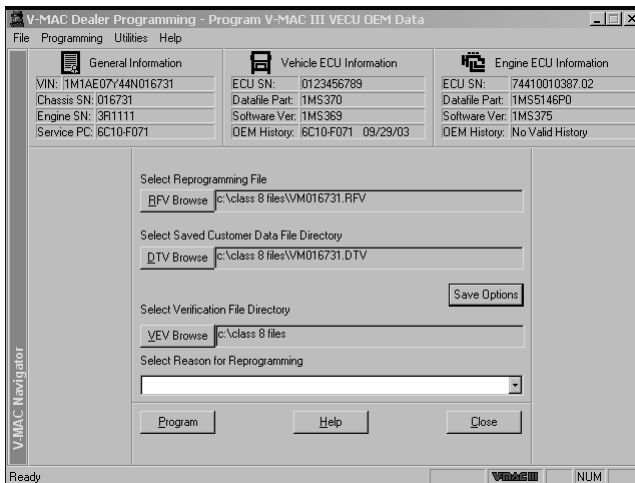 V-MAC Dealer Programming - Program V-MAC III VECU OEM Data
File Programming Utilities Help
General Information
VIN: 1M1AE07Y44N016731
Chassis SN: 016731
Engine SN: 3R1111
Service PC: 6C10-F071
Vehicle ECU Information
ECU SN: 0123456789
Datafile Part: 1MS370
Software Ver: 1MS369
OEM History: 6C10-F071 09/29/03
Engine ECU Information
ECU SN: 74410010387.02
Datafile Part: 1MS5146P0
Software Ver: 1MS375
OEM History: No Valid History
V-MAC Navigator
Select Reprogramming File
RFV Browse c:\class 8 files\VM016731.RFV
Select Saved Customer Data File Directory
DTV Browse c:\class 8 files\VM016731.DTV
Save Options
Select Verification File Directory
VEV Browse c:\class 8 files
Select Reason for Reprogramming
Program Help Close
Ready VMAC III NUM